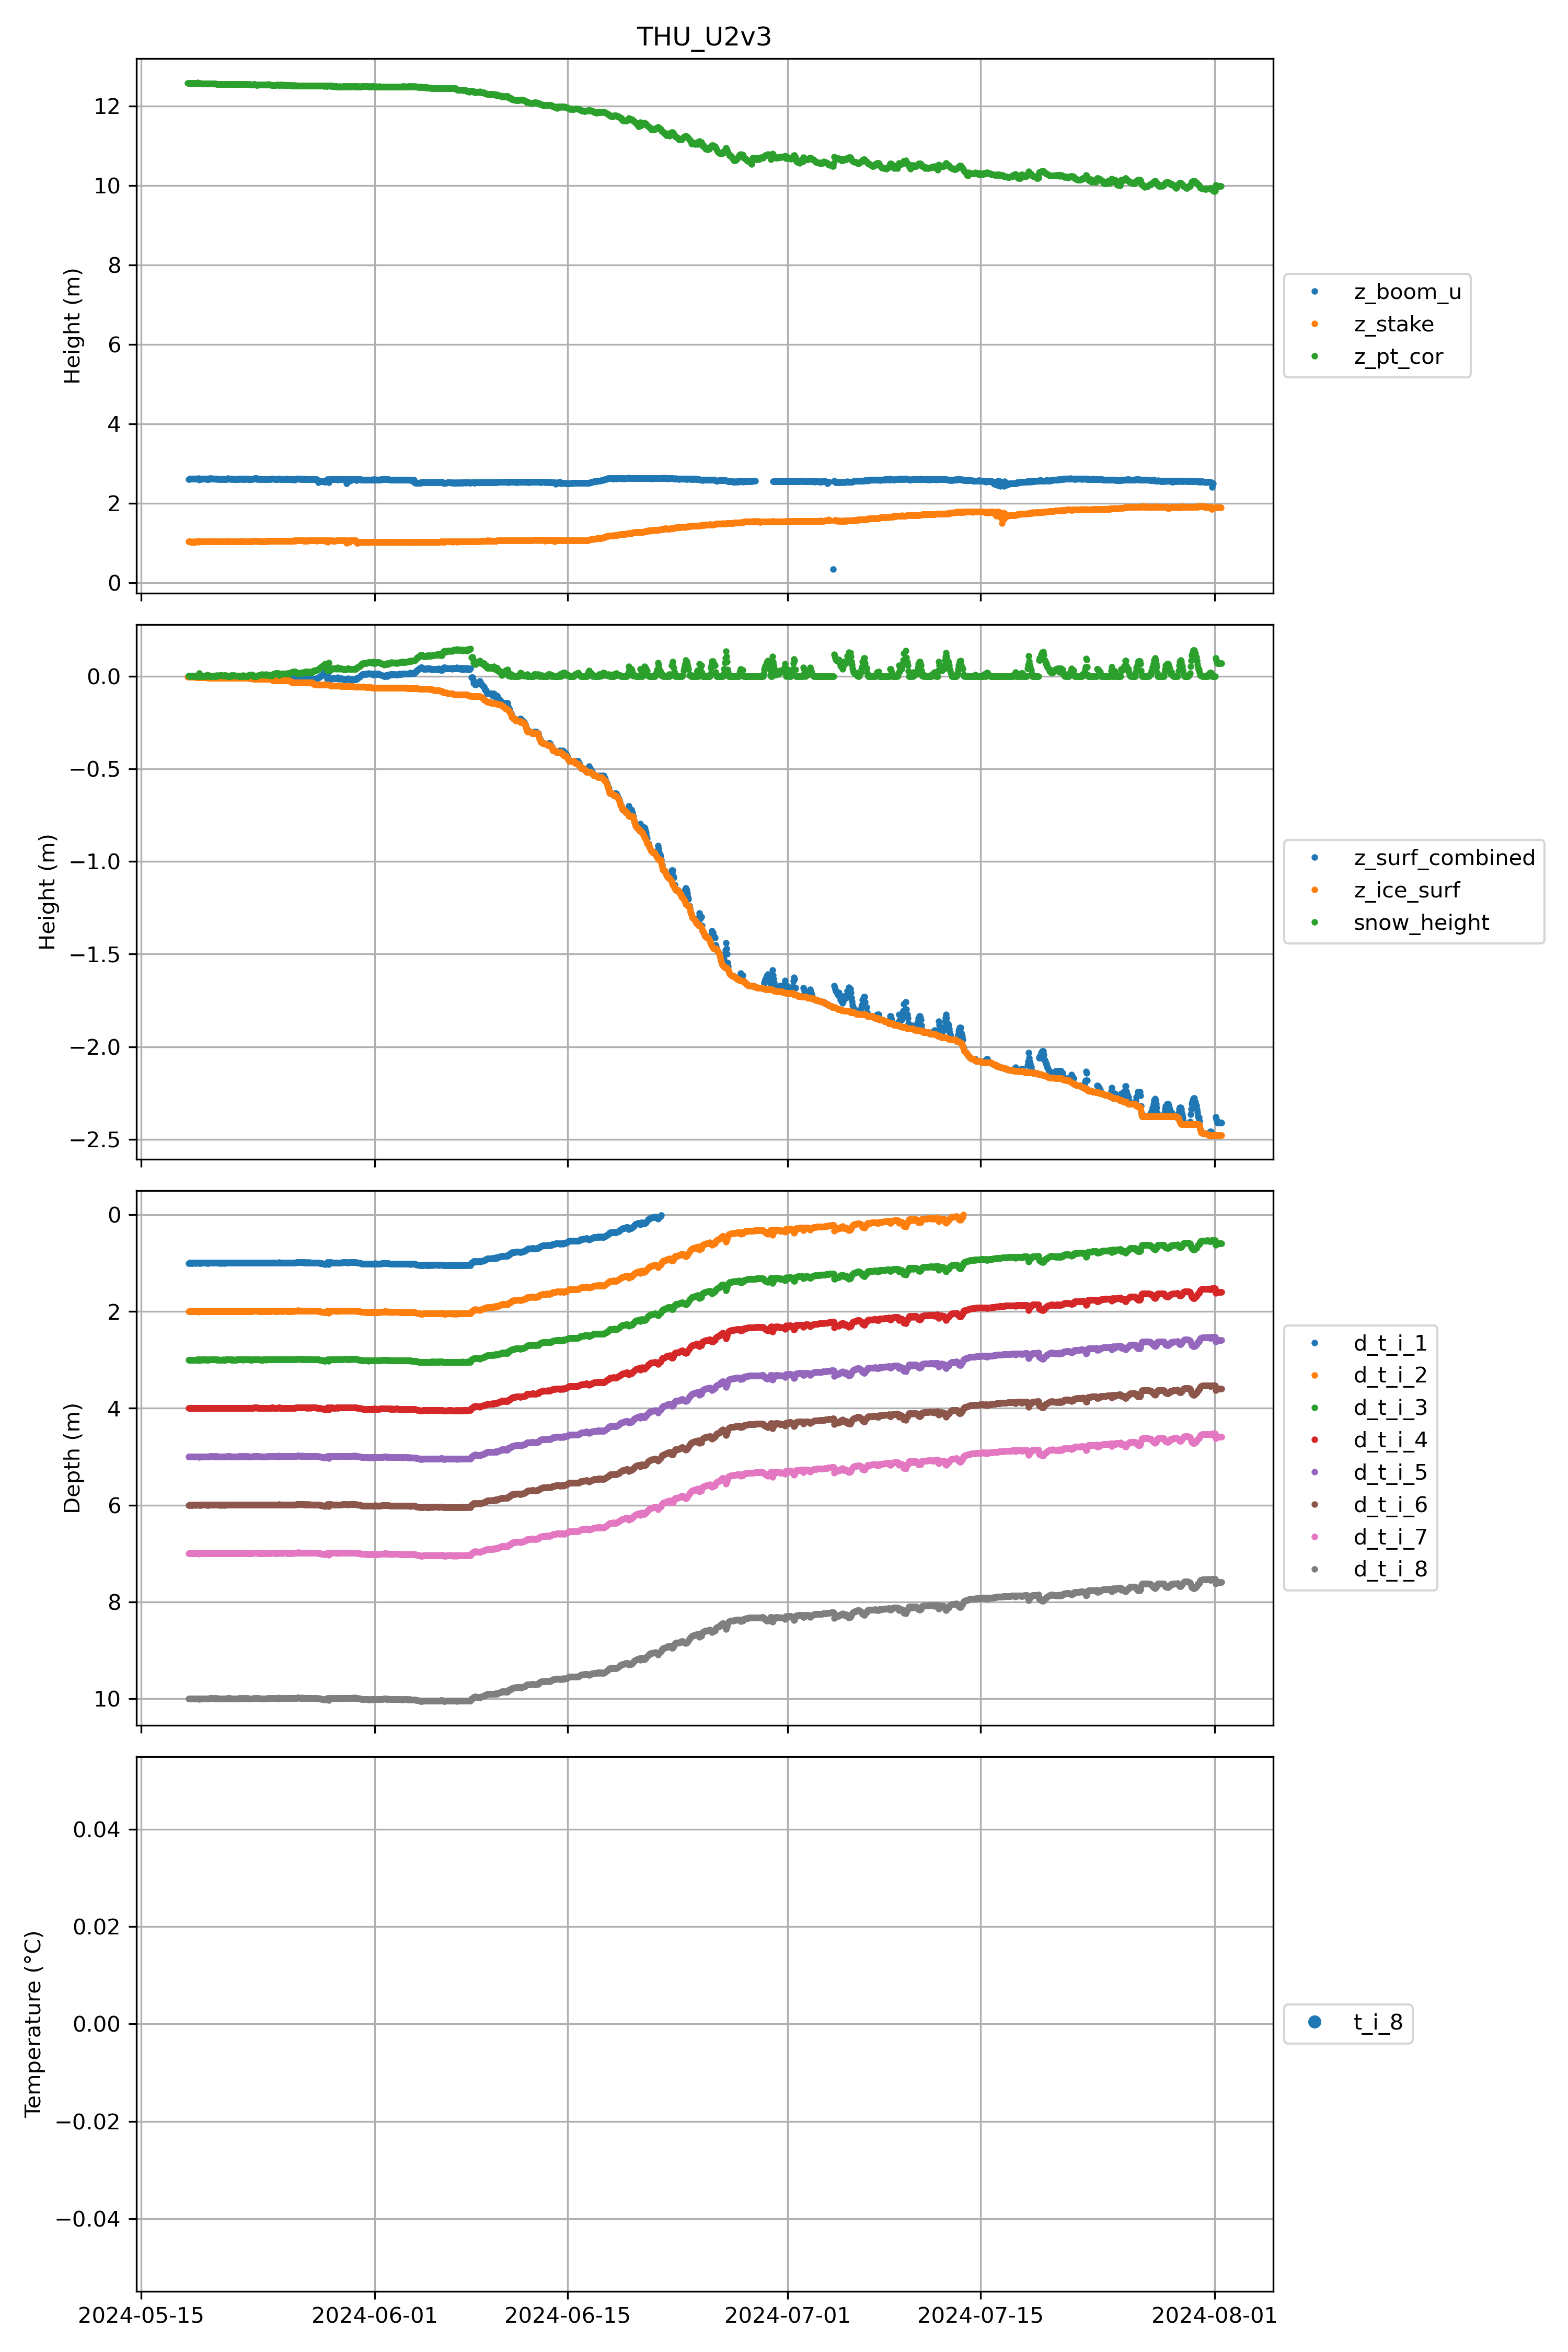 THU_U2v3
Height (m)
12
10
8
6
4
2
0
z_boom_u
z_stake
z_pt_cor
Height (m)
0.0
−0.5
−1.0
−1.5
−2.0
−2.5
z_surf_combined
z_ice_surf
snow_height
Depth (m)
0
2
4
6
8
10
d_t_i_1
d_t_i_2
d_t_i_3
d_t_i_4
d_t_i_5
d_t_i_6
d_t_i_7
d_t_i_8
Temperature (°C)
0.04
0.02
0.00
−0.02
−0.04
t_i_8
2024-05-15 2024-06-01 2024-06-15 2024-07-01 2024-07-15 2024-08-01